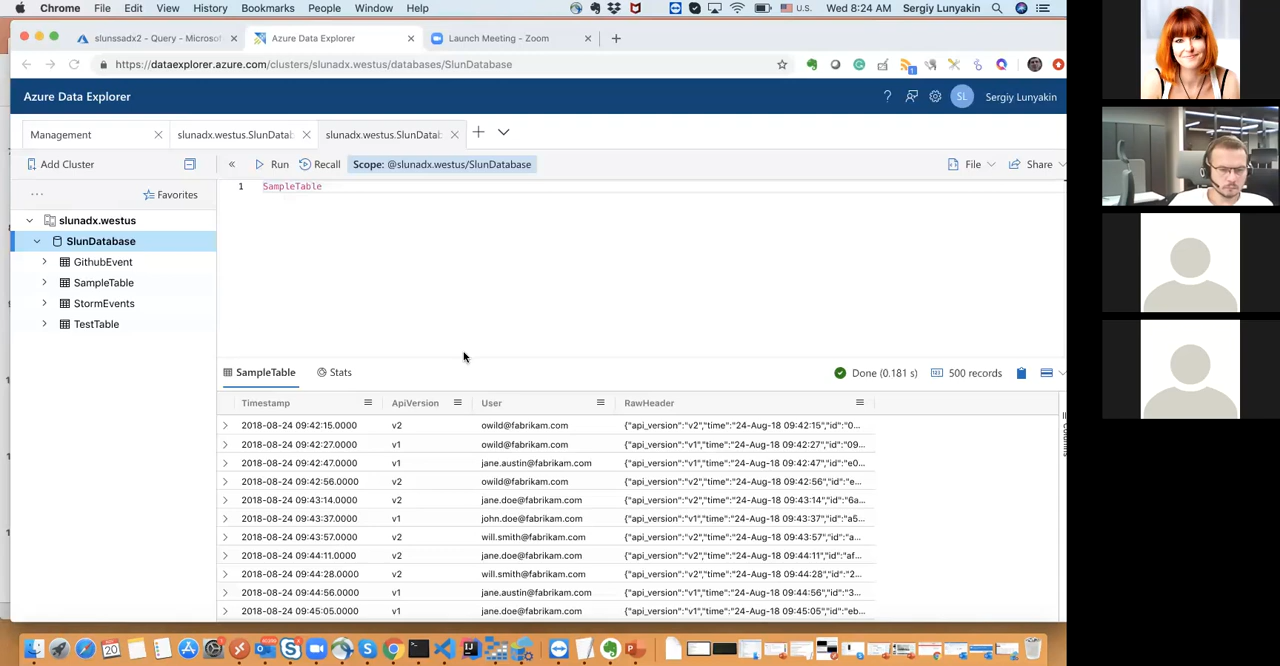 Chrome File Edit View History Bookmarks People Window Help U.S. Wed 8:24 AM Sergiy Lunyakin
slunssadx2 - Query - Microsof Azure Data Explorer Launch Meeting - Zoom
https://dataexplorer.azure.com/clusters/slunadx.westus/databases/SlunDatabase
Azure Data Explorer SL Sergiy Lunyakin
Management slunadx.westus.SlunDatab slunadx.westus.SlunDatab
Add Cluster Run Recall Scope: @slunadx.westus/SlunDatabase File Share
Favorites
1 SampleTable
slunadx.westus
SlunDatabase
GithubEvent
SampleTable
StormEvents
TestTable
SampleTable Stats Done (0.181 s) 500 records
Timestamp ApiVersion User RawHeader
2018-08-24 09:42:15.0000 v2 owild@fabrikam.com {"api_version":"v2","time":"24-Aug-18 09:42:15","id":"0...
2018-08-24 09:42:27.0000 v1 owild@fabrikam.com {"api_version":"v1","time":"24-Aug-18 09:42:27","id":"09...
2018-08-24 09:42:47.0000 v1 jane.austin@fabrikam.com {"api_version":"v1","time":"24-Aug-18 09:42:47","id":"e0...
2018-08-24 09:42:56.0000 v2 owild@fabrikam.com {"api_version":"v2","time":"24-Aug-18 09:42:56","id":"e...
2018-08-24 09:43:14.0000 v2 jane.doe@fabrikam.com {"api_version":"v2","time":"24-Aug-18 09:43:14","id":"6a...
2018-08-24 09:43:37.0000 v1 john.doe@fabrikam.com {"api_version":"v1","time":"24-Aug-18 09:43:37","id":"a5...
2018-08-24 09:43:57.0000 v2 will.smith@fabrikam.com {"api_version":"v2","time":"24-Aug-18 09:43:57","id":"a...
2018-08-24 09:44:11.0000 v2 jane.doe@fabrikam.com {"api_version":"v2","time":"24-Aug-18 09:44:11","id":"af...
2018-08-24 09:44:28.0000 v2 will.smith@fabrikam.com {"api_version":"v2","time":"24-Aug-18 09:44:28","id":"2...
2018-08-24 09:44:56.0000 v1 jane.austin@fabrikam.com {"api_version":"v1","time":"24-Aug-18 09:44:56","id":"3...
2018-08-24 09:45:05.0000 v1 jane.doe@fabrikam.com {"api_version":"v1","time":"24-Aug-18 09:45:05","id":"eb...